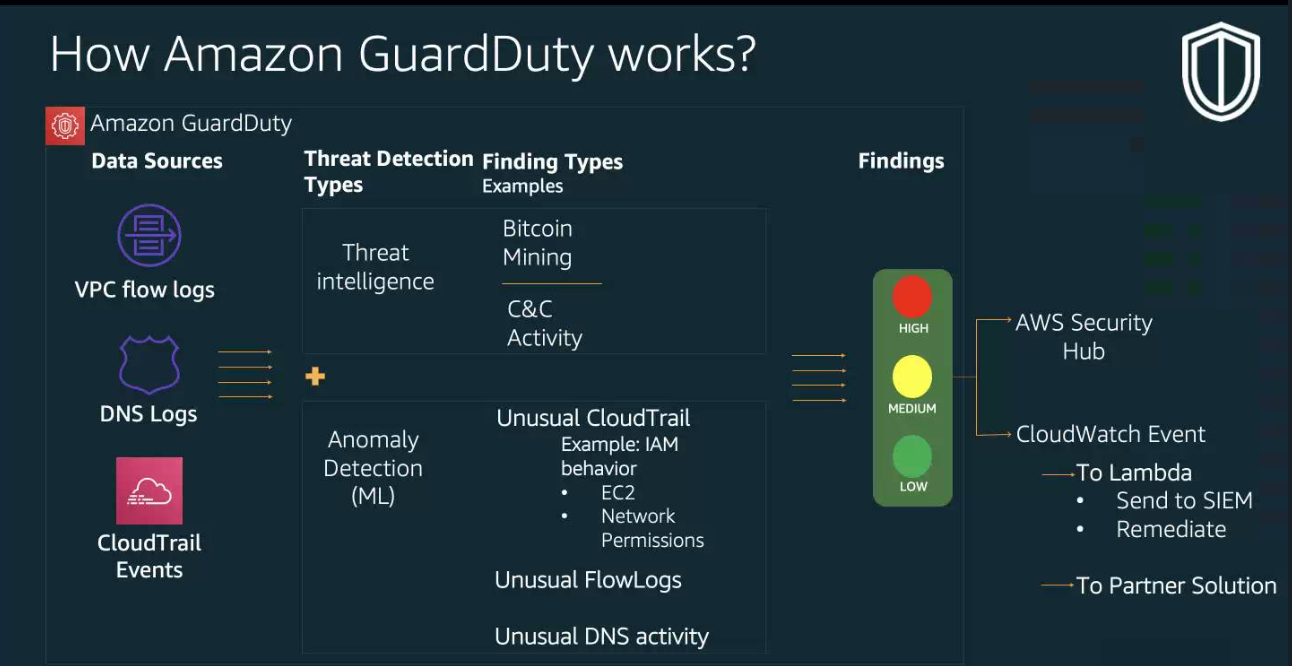 How Amazon GuardDuty works?
Amazon GuardDuty
Data Sources
VPC flow logs
DNS Logs
CloudTrail
Events
Threat Detection
Types
Finding Types
Examples
Threat
intelligence
Bitcoin
Mining
C&C
Activity
+
Anomaly
Detection
(ML)
Unusual CloudTrail
Example: IAM
behavior
• EC2
• Network
Permissions
Unusual FlowLogs
Unusual DNS activity
Findings
HIGH
MEDIUM
LOW
AWS Security
Hub
CloudWatch Event
To Lambda
• Send to SIEM
• Remediate
To Partner Solution